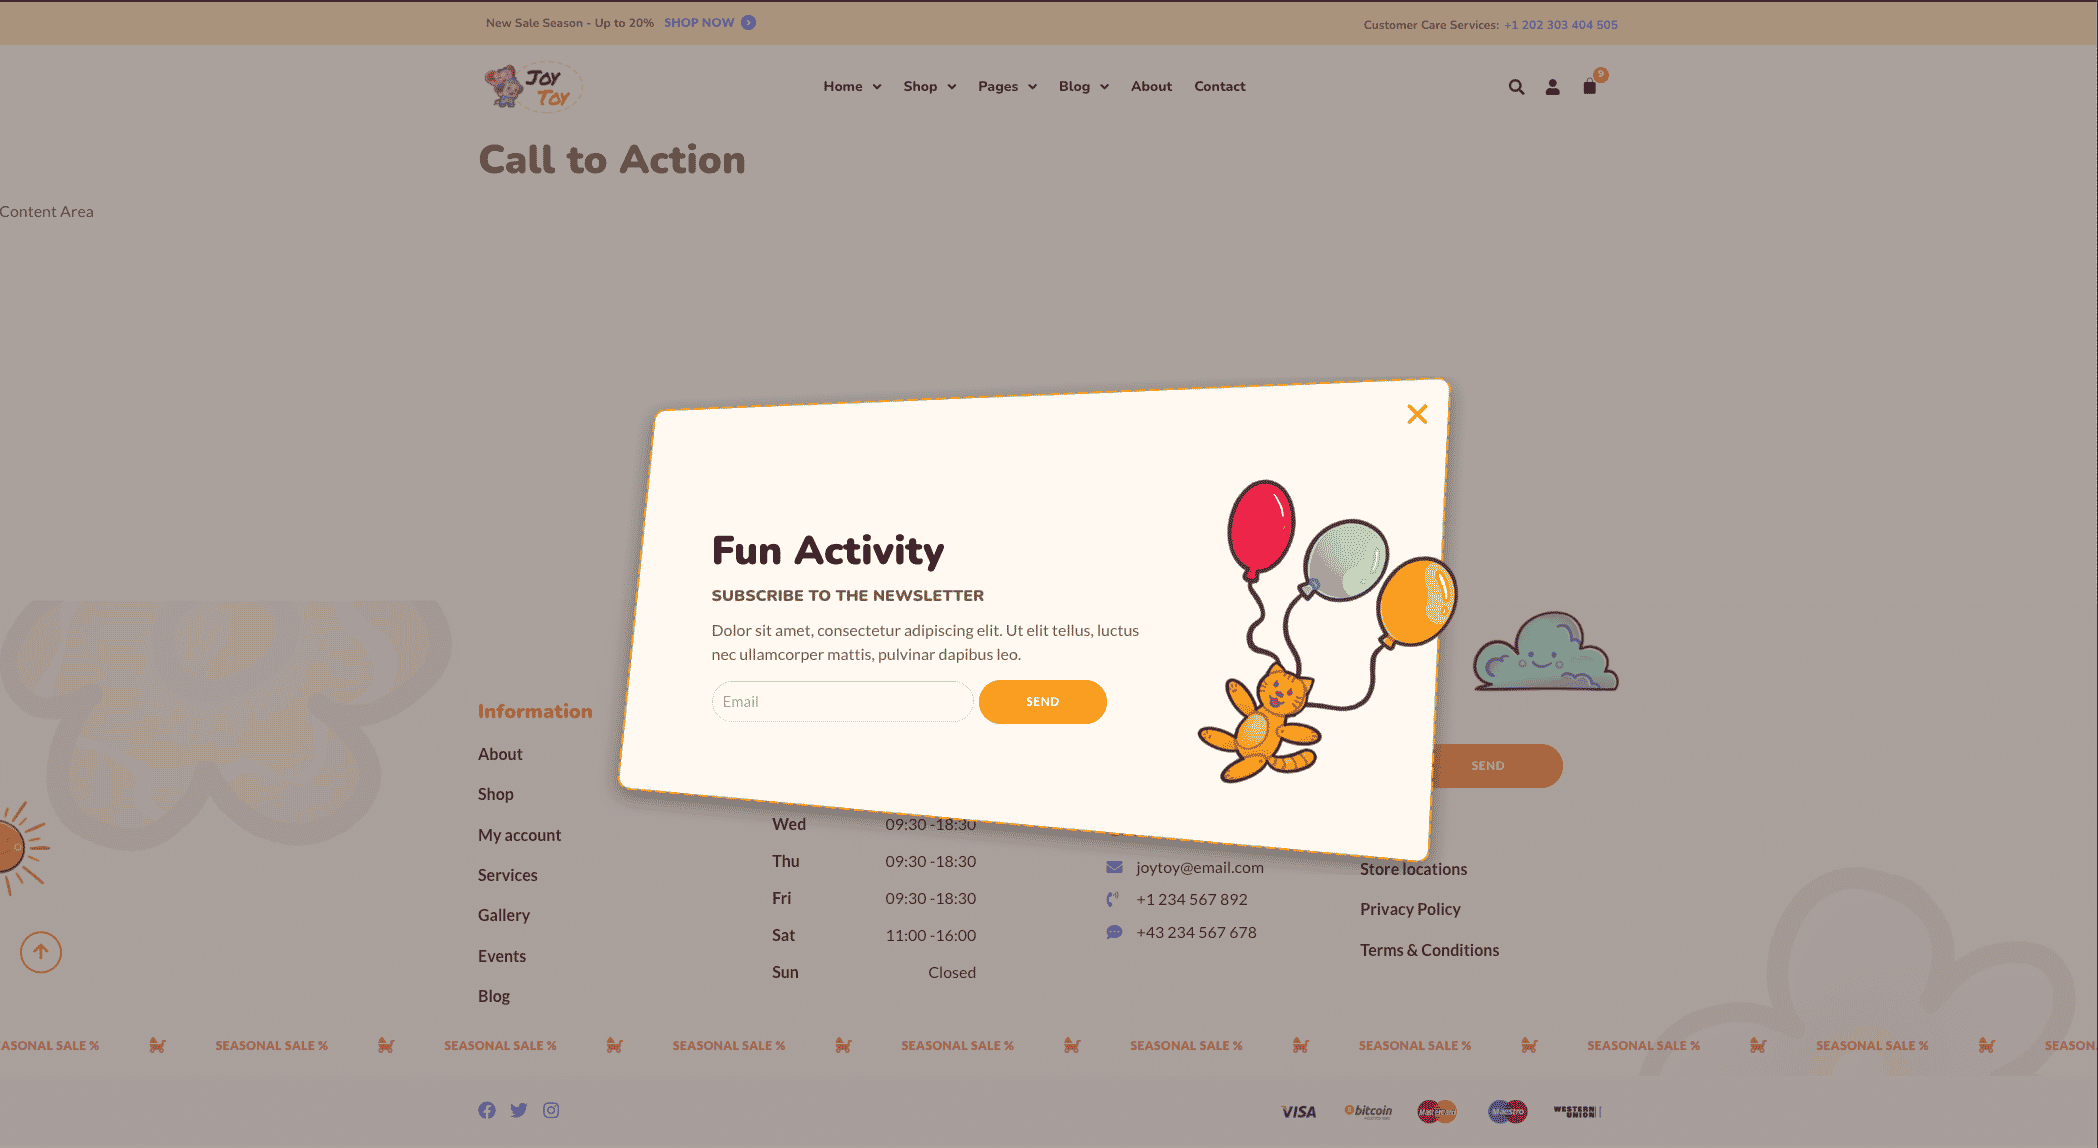 New Sale Season - Up to 20% SHOP NOW
Customer Care Services: +1 202 303 404 505
JOY
TOY
Home Shop Pages Blog About Contact
9
Call to Action
Content Area
Fun Activity
SUBSCRIBE TO THE NEWSLETTER
Dolor sit amet, consectetur adipiscing elit. Ut elit tellus, luctus
nec ullamcorper mattis, pulvinar dapibus leo.
Email
SEND
Information
About
Shop
My account
Services
Gallery
Events
Blog
Wed 09:30 -18:30
Thu 09:30 -18:30
Fri 09:30 -18:30
Sat 11:00 -16:00
Sun Closed
joytoy@email.com
+1 234 567 892
+43 234 567 678
SEND
Store locations
Privacy Policy
Terms & Conditions
ASONAL SALE % SEASONAL SALE % SEASONAL SALE % SEASONAL SALE % SEASONAL SALE % SEASONAL SALE % SEASONAL SALE % SEASONAL SALE % SEASONAL SALE % SEASON
VISA bitcoin MasterCard Maestro WESTERN UNION